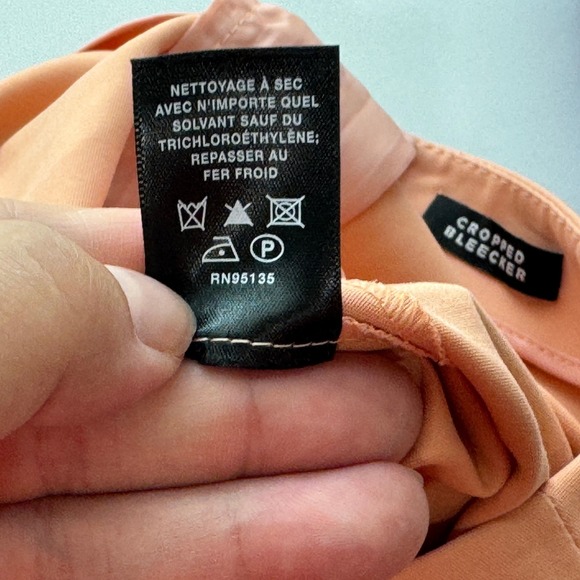 NETTOYAGE À SEC
AVEC N'IMPORTE QUEL
SOLVANT SAUF DU
TRICHLOROÉTHYLÈNE;
REPASSER AU
FER FROID
P
RN95135
CROPPED
BLEECKER